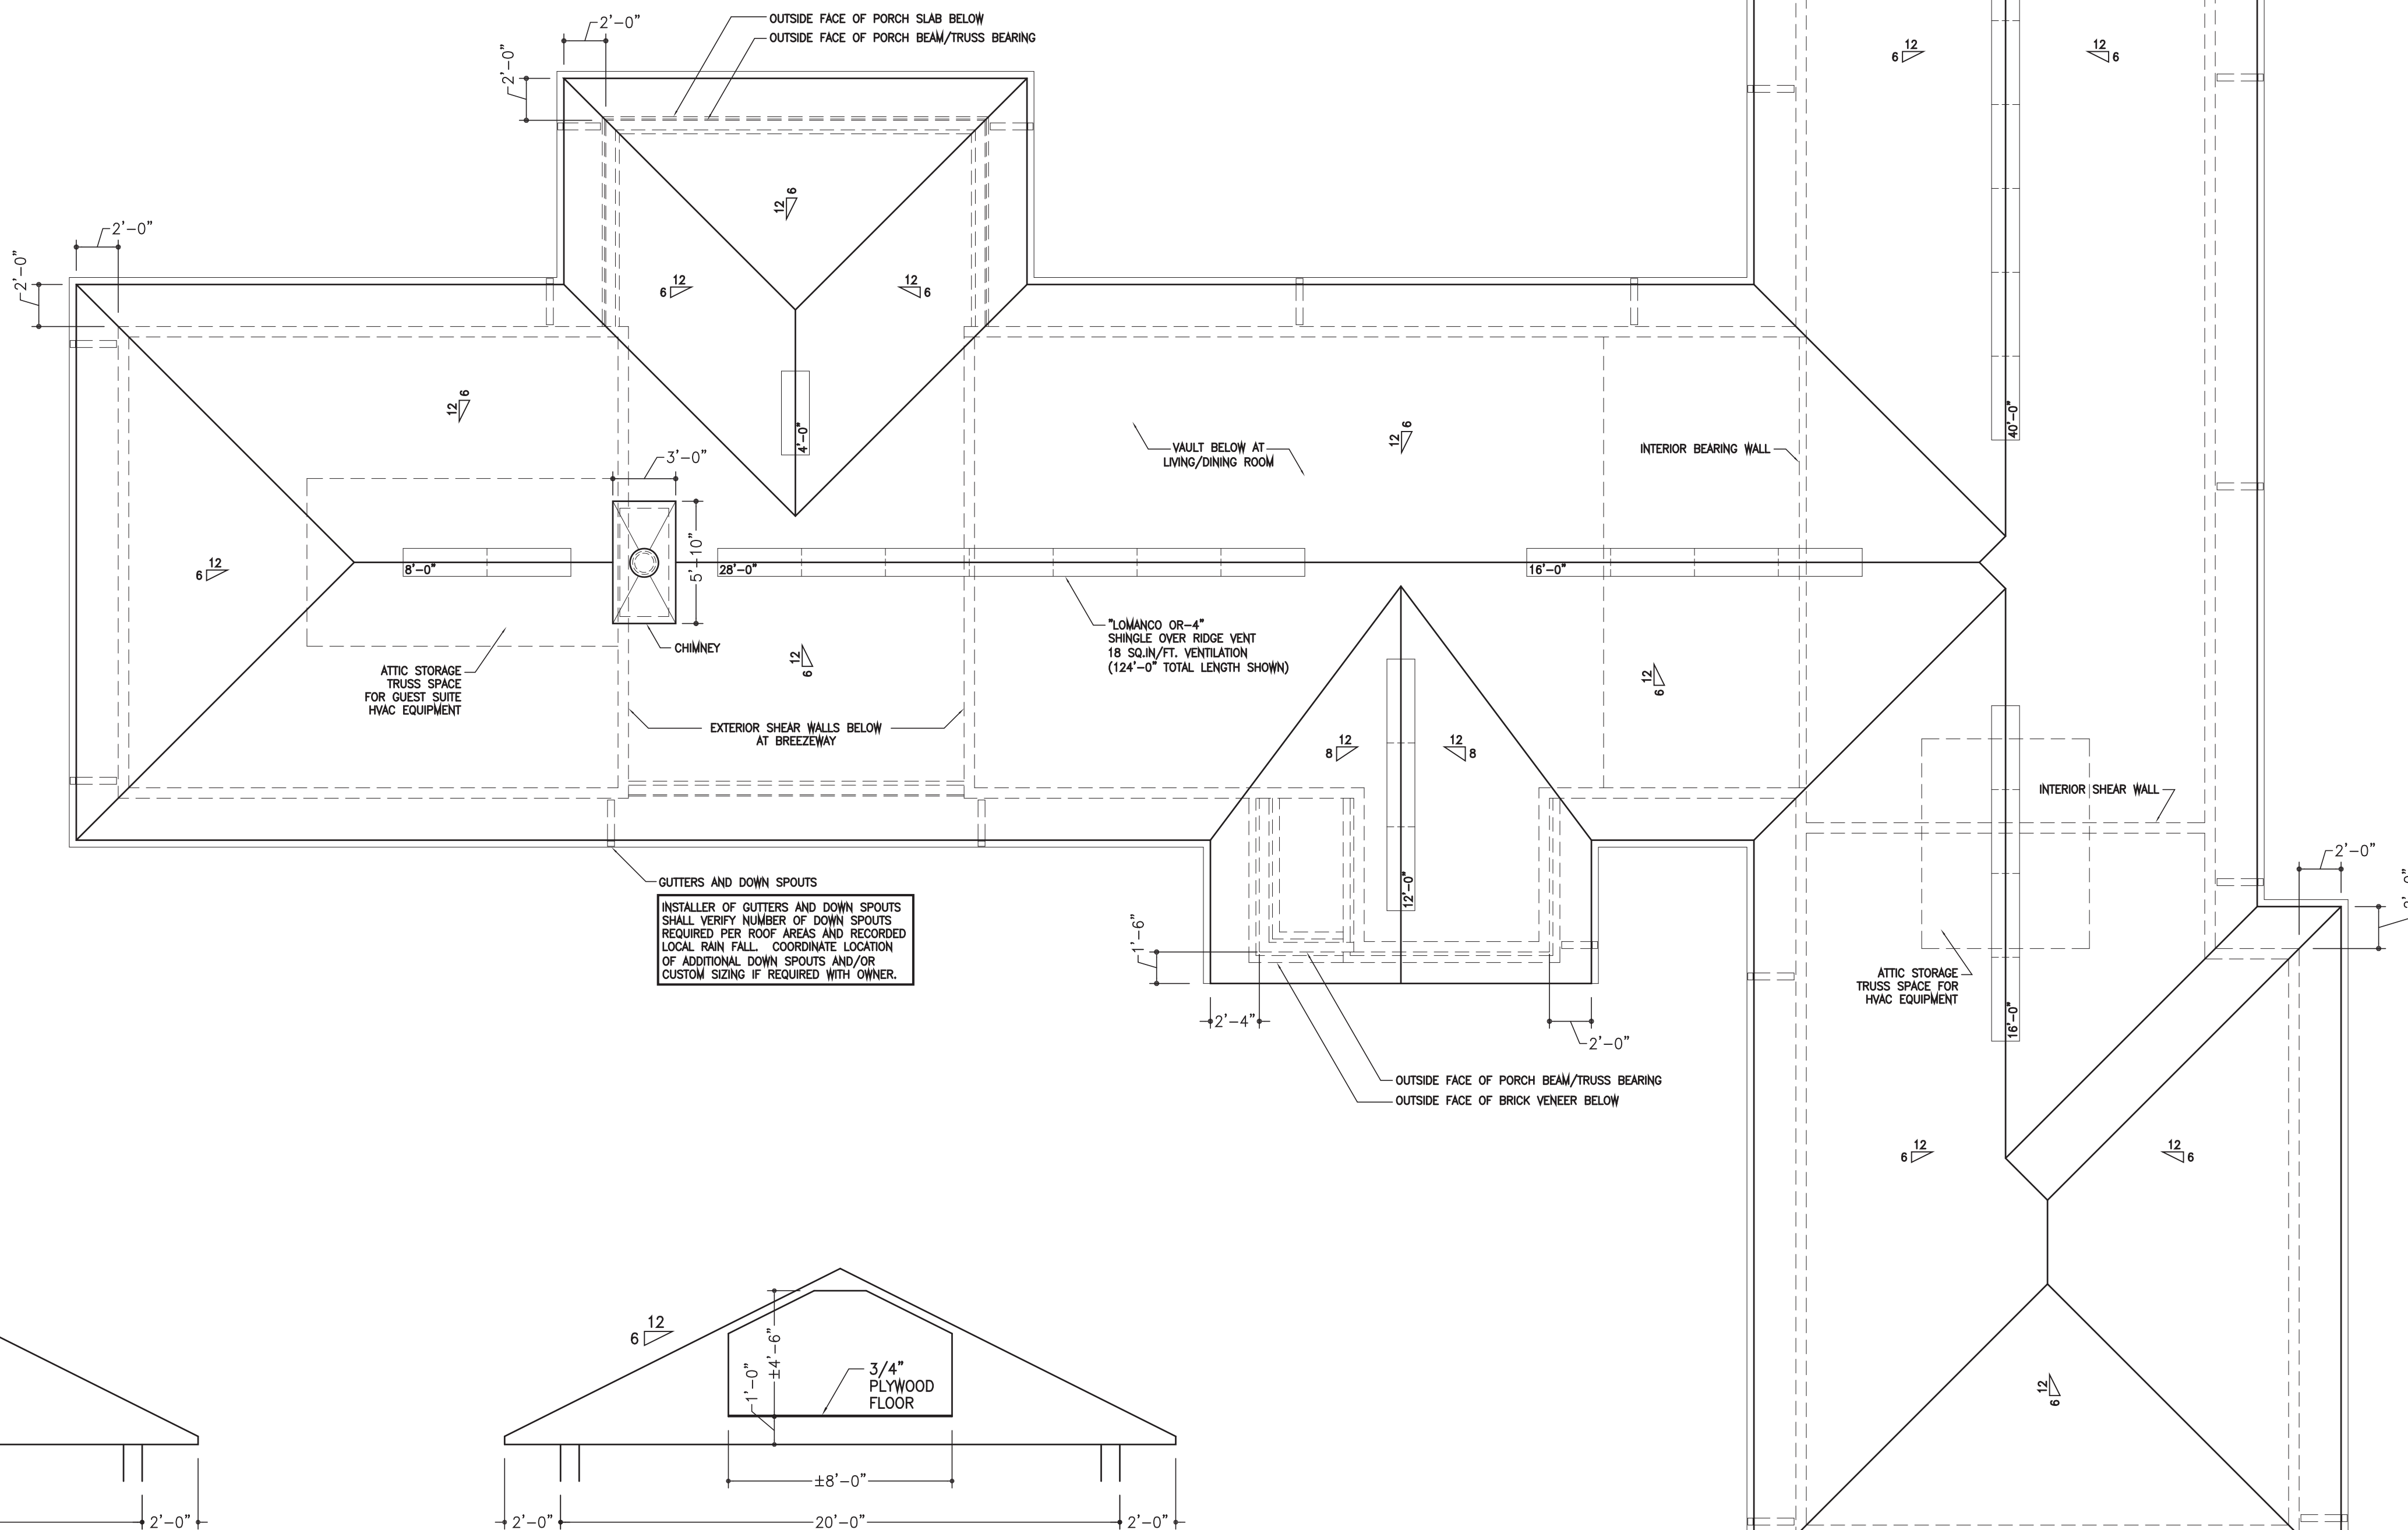 2'-0"
OUTSIDE FACE OF PORCH SLAB BELOW
OUTSIDE FACE OF PORCH BEAM/TRUSS BEARING
2'-0"
12
6
12
6
12
6
2'-0"
2'-0"
12
6
12
6
12
6
12
6
4'-0"
3'-0"
VAULT BELOW AT
LIVING/DINING ROOM
12
6
INTERIOR BEARING WALL
40'-0"
12
6
8'-0"
5'-10"
28'-0"
16'-0"
"LOMANCO OR-4"
SHINGLE OVER RIDGE VENT
18 SQ.IN/FT. VENTILATION
(124'-0" TOTAL LENGTH SHOWN)
CHIMNEY
12
6
12
6
ATTIC STORAGE
TRUSS SPACE
FOR GUEST SUITE
HVAC EQUIPMENT
EXTERIOR SHEAR WALLS BELOW
AT BREEZEWAY
12
8
12
8
INTERIOR SHEAR WALL
2'-0"
GUTTERS AND DOWN SPOUTS
INSTALLER OF GUTTERS AND DOWN SPOUTS
SHALL VERIFY NUMBER OF DOWN SPOUTS
REQUIRED PER ROOF AREAS AND RECORDED
LOCAL RAIN FALL. COORDINATE LOCATION
OF ADDITIONAL DOWN SPOUTS AND/OR
CUSTOM SIZING IF REQUIRED WITH OWNER.
12'-0"
1'-6"
2'-4"
2'-0"
ATTIC STORAGE
TRUSS SPACE FOR
HVAC EQUIPMENT
16'-0"
OUTSIDE FACE OF PORCH BEAM/TRUSS BEARING
OUTSIDE FACE OF BRICK VENEER BELOW
12
6
12
6
12
6
12
6
±4'-6"
1'-0"
3/4"
PLYWOOD
FLOOR
±8'-0"
2'-0"
2'-0"
20'-0"
2'-0"